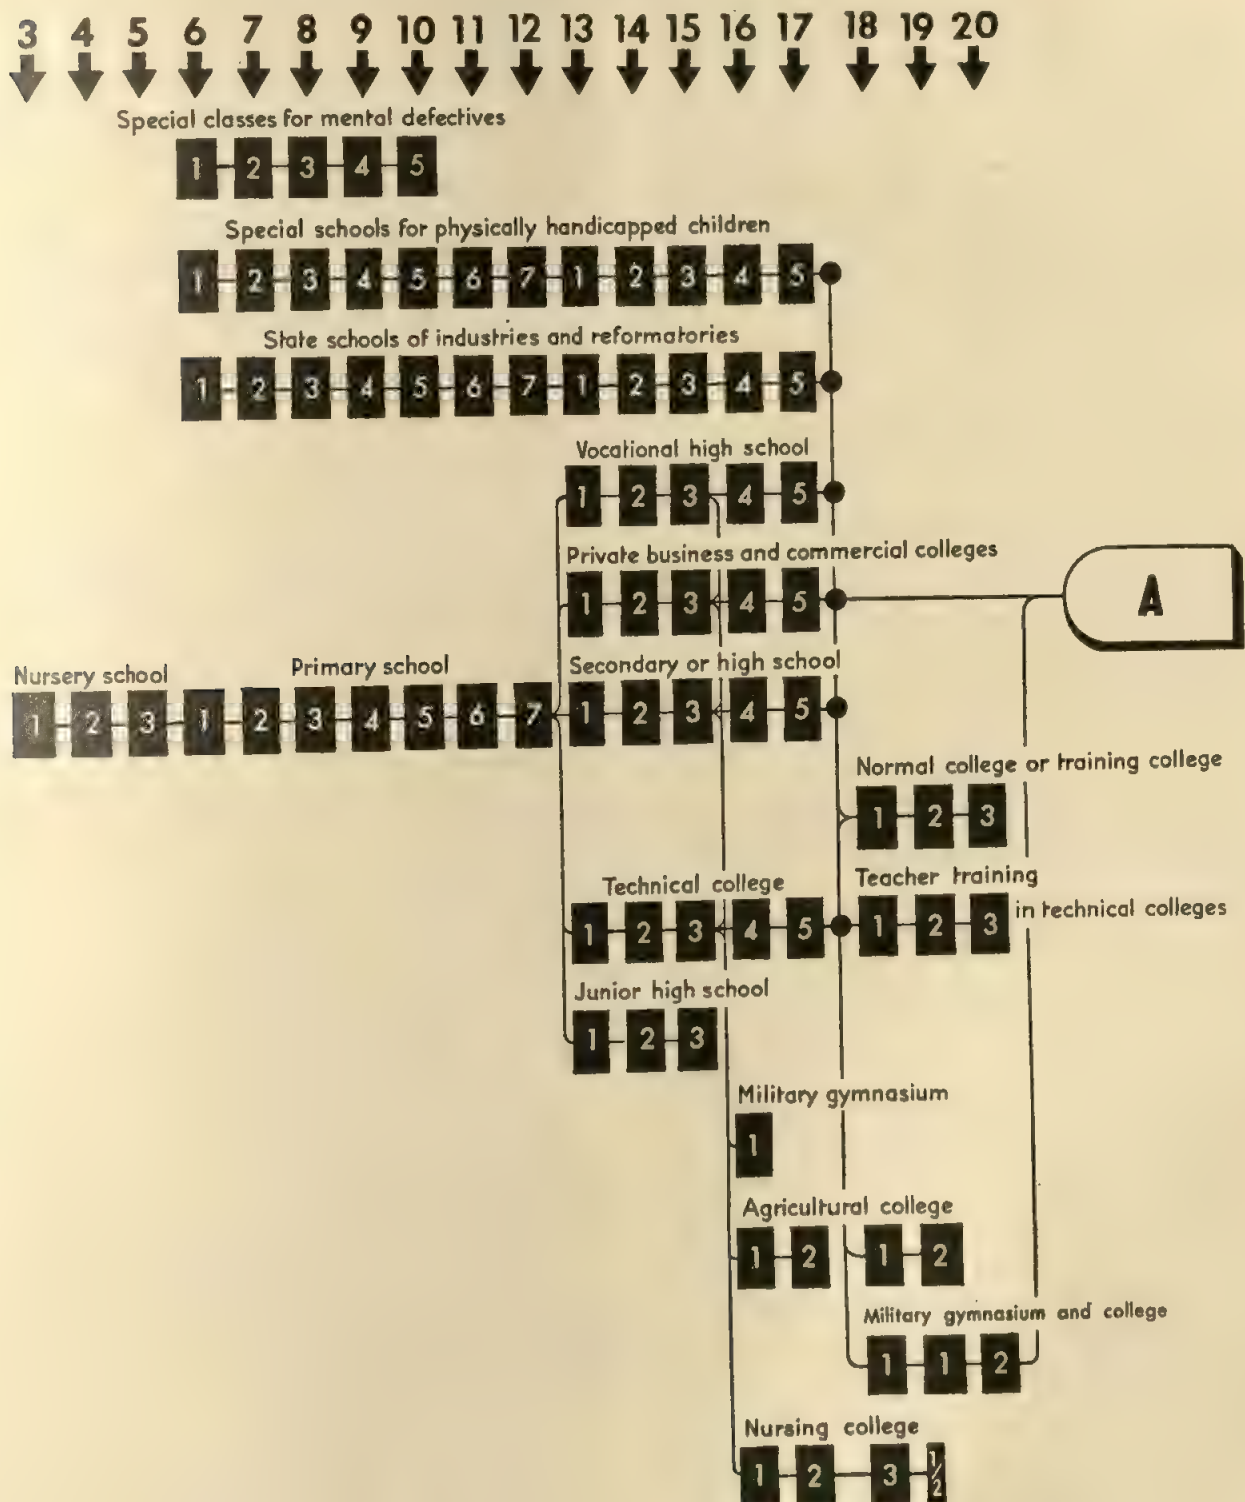 3 4 5 6 7 8 9 10 11 12 13 14 15 16 17 18 19 20
Special classes for mental defectives
1 2 3 4 5
Special schools for physically handicapped children
1 2 3 4 5 6 7 1 2 3 4 5
State schools of industries and reformatories
1 2 3 4 5 6 7 1 2 3 4 5
Vocational high school
1 2 3 4 5
Private business and commercial colleges
1 2 3 4 5
A
Nursery school
Primary school
Secondary or high school
1 2 3 1 2 3 4 5 6 7 1 2 3 4 5
Normal college or training college
1 2 3
Technical college
1 2 3 4 5
Teacher training
in technical colleges
1 2 3
Junior high school
1 2 3
Military gymnasium
1
Agricultural college
1 2 1 2
Military gymnasium and college
1 1 2
Nursing college
1 2 3 1/2